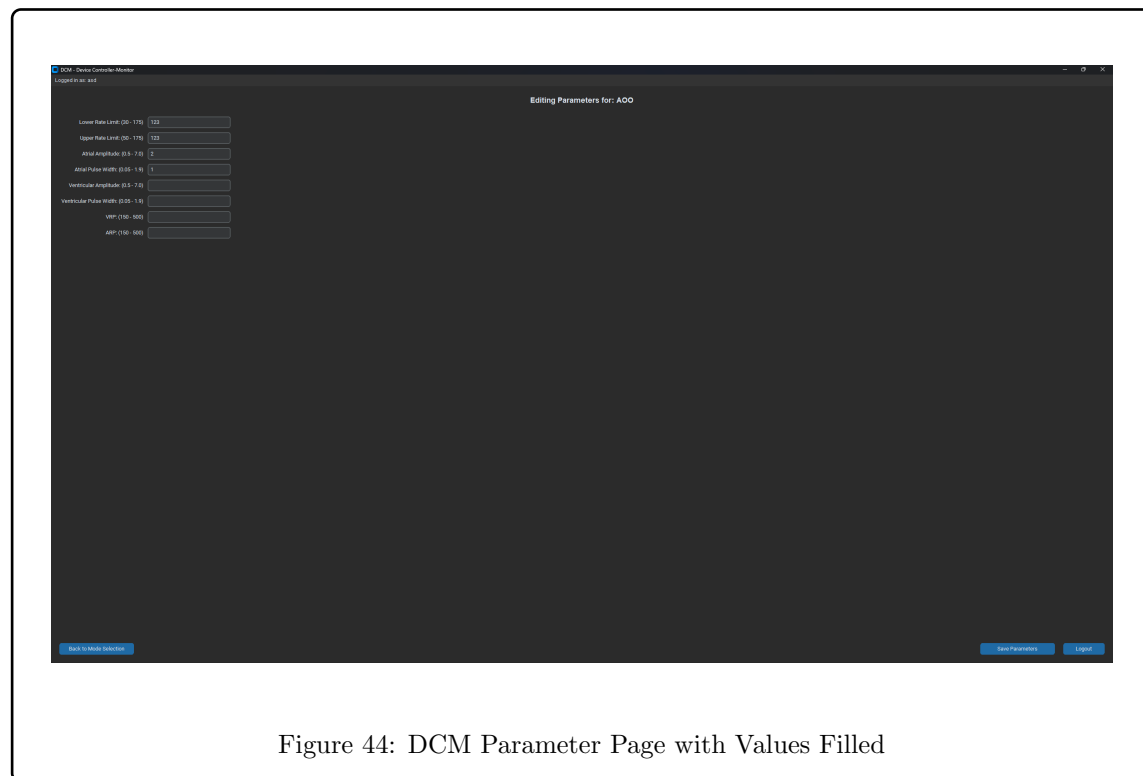 DCM - Device Controller-Monitor
Logged in as: asd
Editing Parameters for: AOO
Lower Rate Limit: (30 - 175) 123
Upper Rate Limit: (50 - 175) 123
Atrial Amplitude: (0.5 - 7.0) 2
Atrial Pulse Width: (0.05 - 1.9) 1
Ventricular Amplitude: (0.5 - 7.0)
Ventricular Pulse Width: (0.05 - 1.9)
VRP: (150 - 500)
ARP: (150 - 500)
Back to Mode Selection Save Parameters Logout
Figure 44: DCM Parameter Page with Values Filled